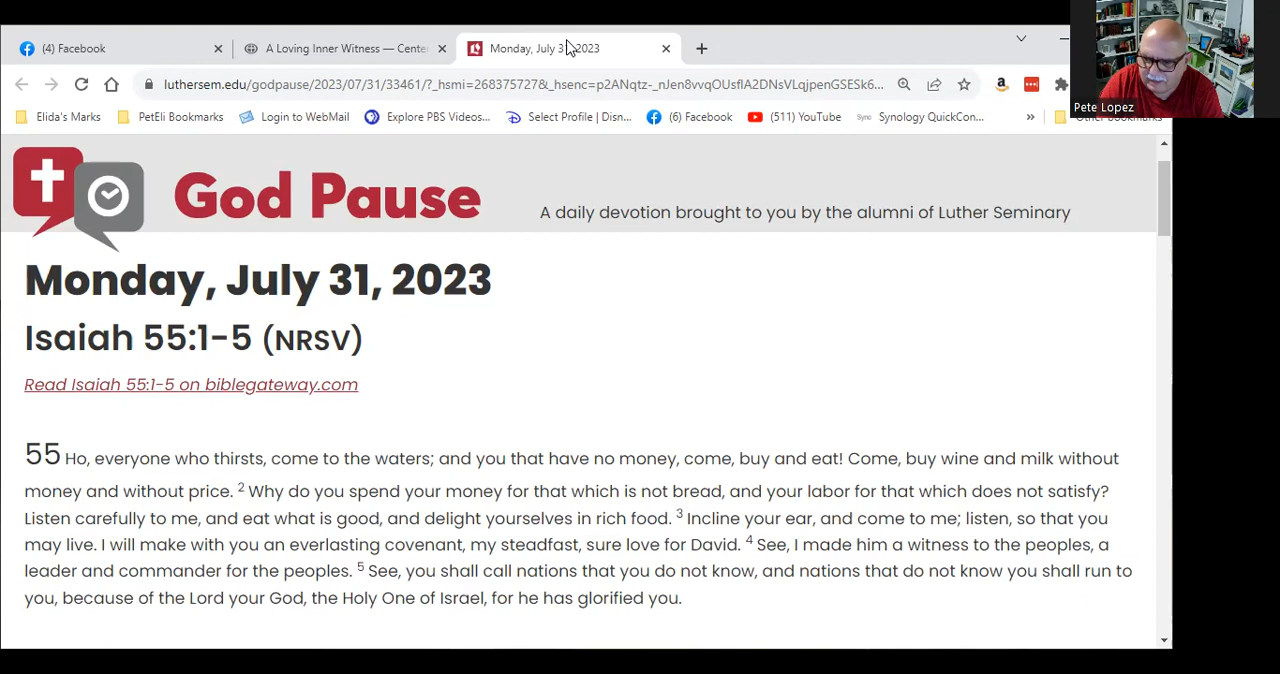 (4) Facebook
A Loving Inner Witness — Cente
Monday, July 31, 2023
luthersem.edu/godpause/2023/07/31/33461/?_hsmi=268375727&_hsenc=p2ANqtz-_nJen8vvqOUsflA2DNsVLqjpenGSESk6...
Elida's Marks
PetEli Bookmarks
Login to WebMail
Explore PBS Videos...
Select Profile | Disn...
(6) Facebook
(511) YouTube
Sync
Synology QuickCon...
»
Other Bookmarks
Pete Lopez
God Pause
A daily devotion brought to you by the alumni of Luther Seminary
Monday, July 31, 2023
Isaiah 55:1-5 (NRSV)
Read Isaiah 55:1-5 on biblegateway.com
55 Ho, everyone who thirsts, come to the waters; and you that have no money, come, buy and eat! Come, buy wine and milk without
money and without price. 2 Why do you spend your money for that which is not bread, and your labor for that which does not satisfy?
Listen carefully to me, and eat what is good, and delight yourselves in rich food. 3 Incline your ear, and come to me; listen, so that you
may live. I will make with you an everlasting covenant, my steadfast, sure love for David. 4 See, I made him a witness to the peoples, a
leader and commander for the peoples. 5 See, you shall call nations that you do not know, and nations that do not know you shall run to
you, because of the Lord your God, the Holy One of Israel, for he has glorified you.